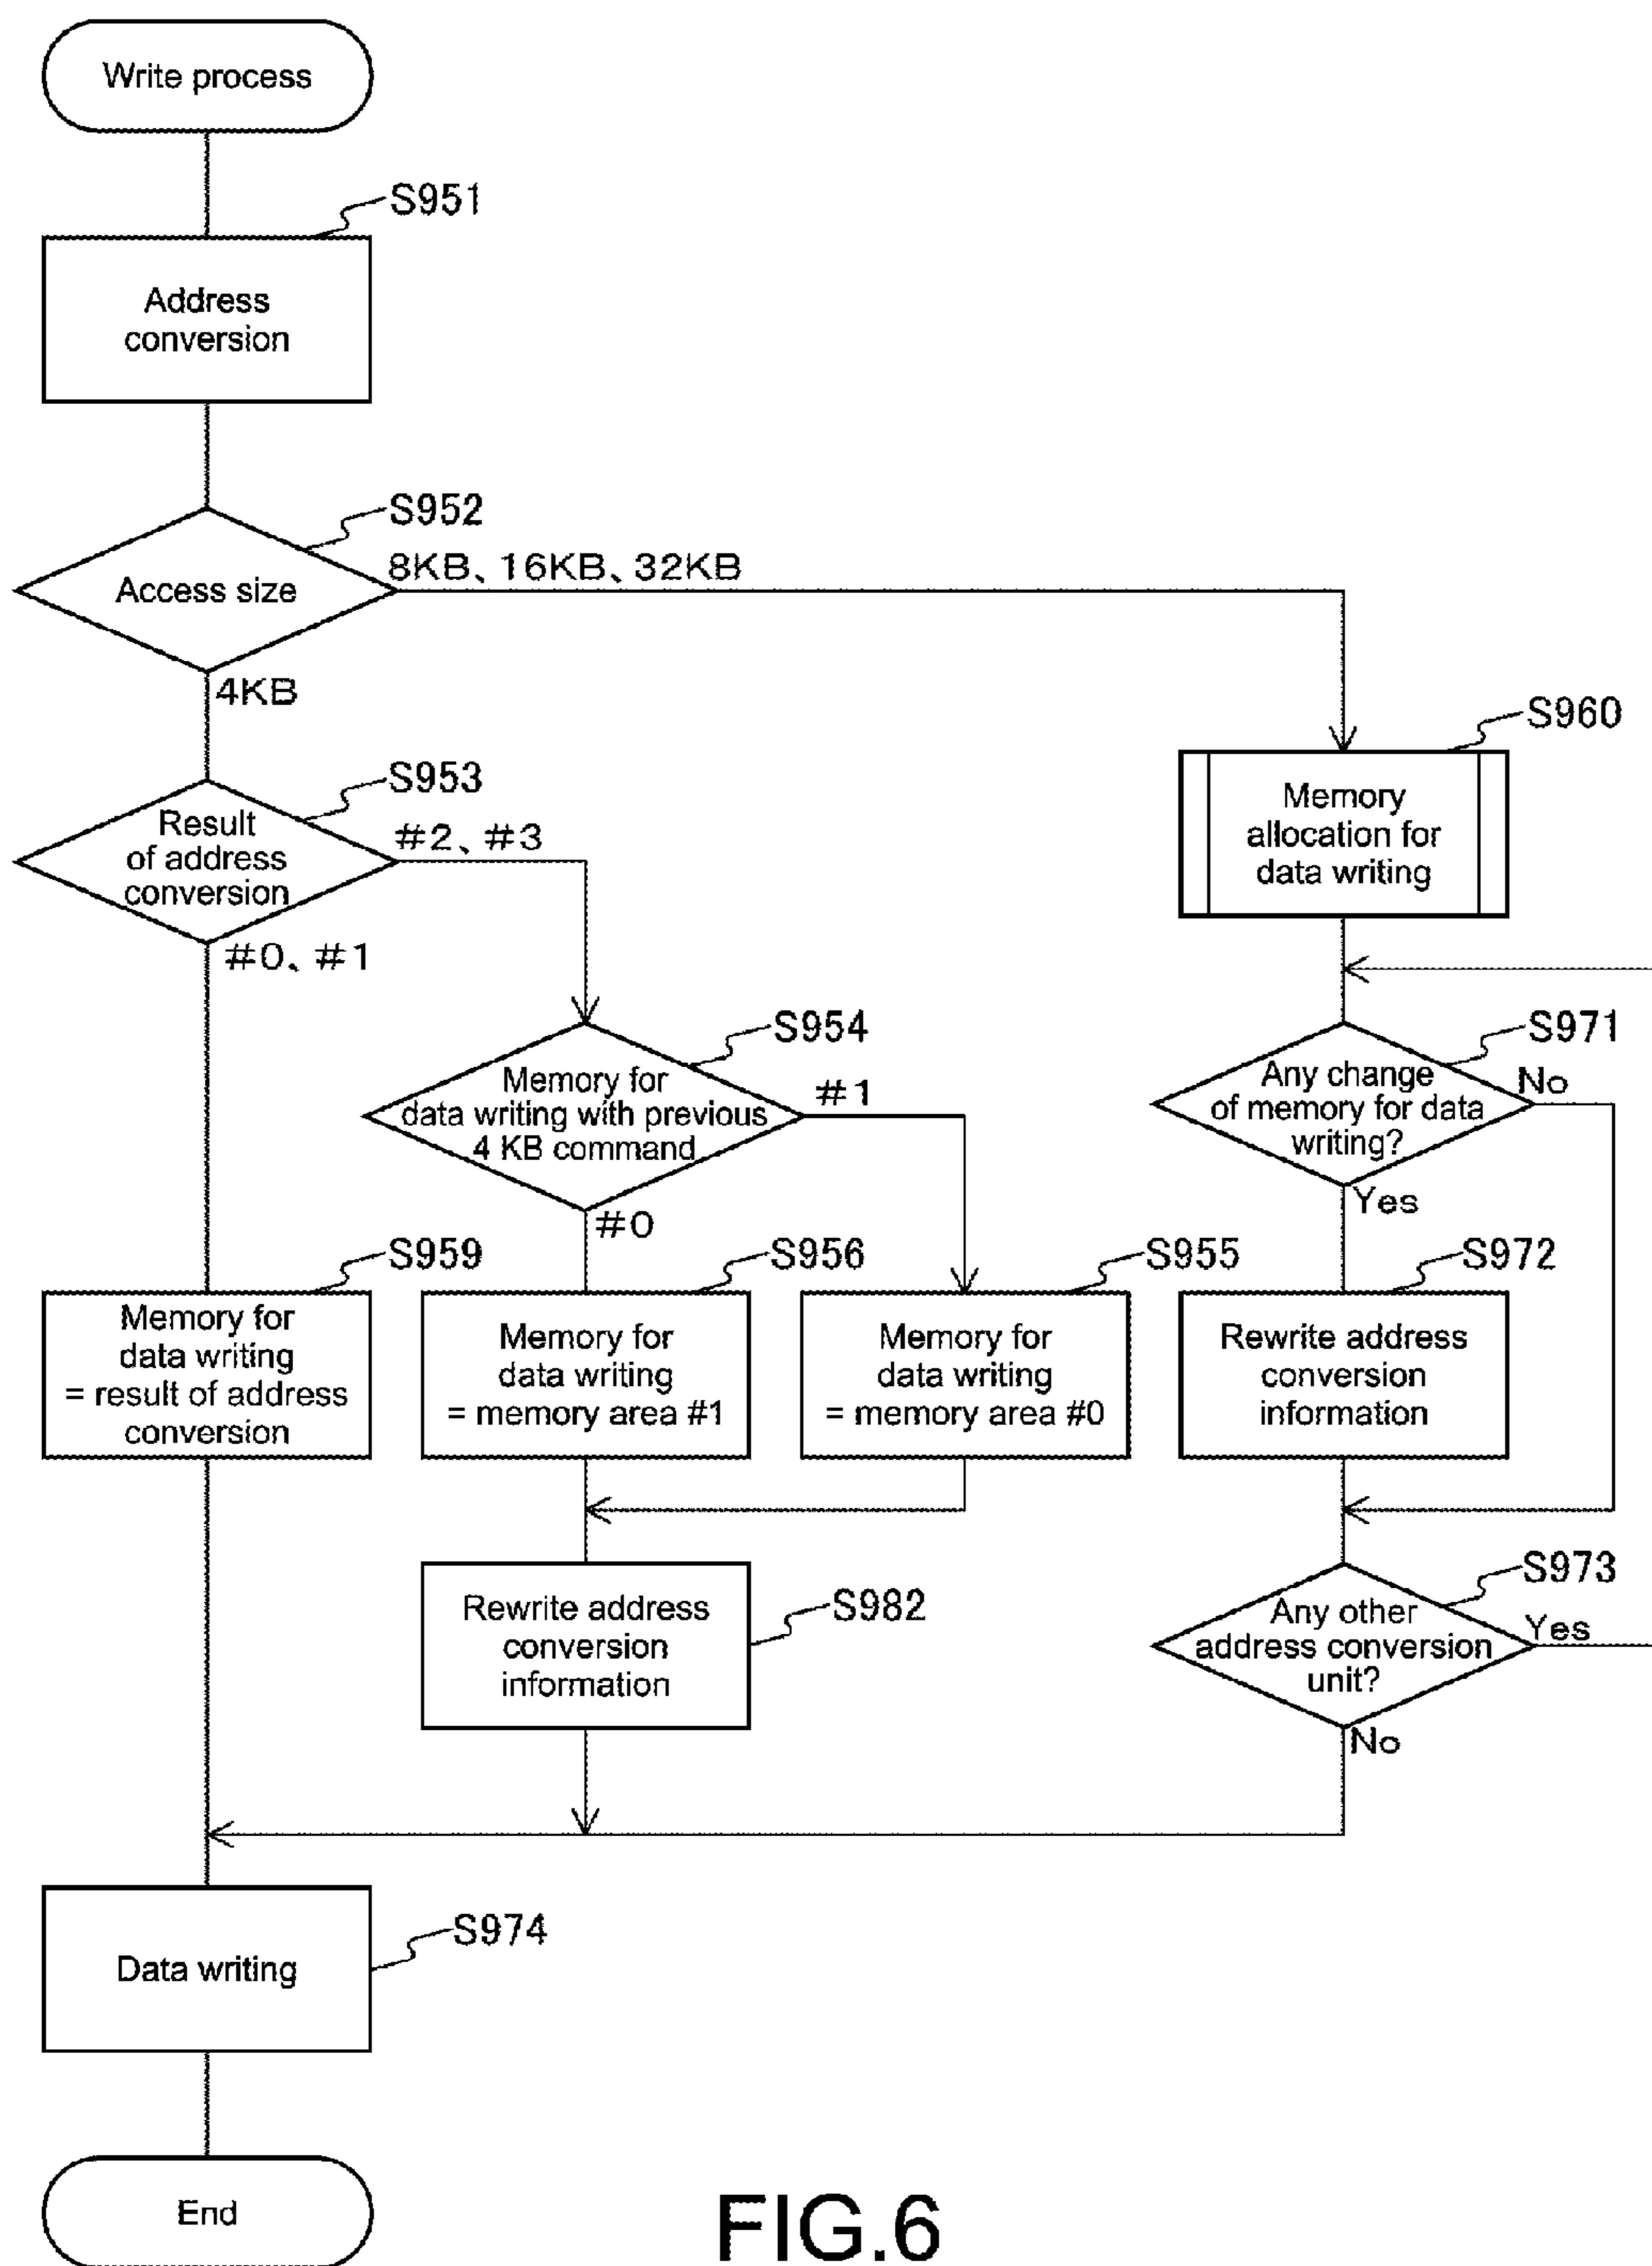 Write process
S951
Address
conversion
S952
Access size
8KB、16KB、32KB
4KB
S953
Result
of address
conversion
#2、#3
#0、#1
S960
Memory
allocation for
data writing
S954
Memory for
data writing with previous
4 KB command
#1
#0
S971
Any change
of memory for data
writing?
No
Yes
S959
Memory for
data writing
= result of address
conversion
S956
Memory for
data writing
= memory area #1
S955
Memory for
data writing
= memory area #0
S972
Rewrite address
conversion
information
S982
Rewrite address
conversion
information
S973
Any other
address conversion
unit?
Yes
No
S974
Data writing
End
FIG.6